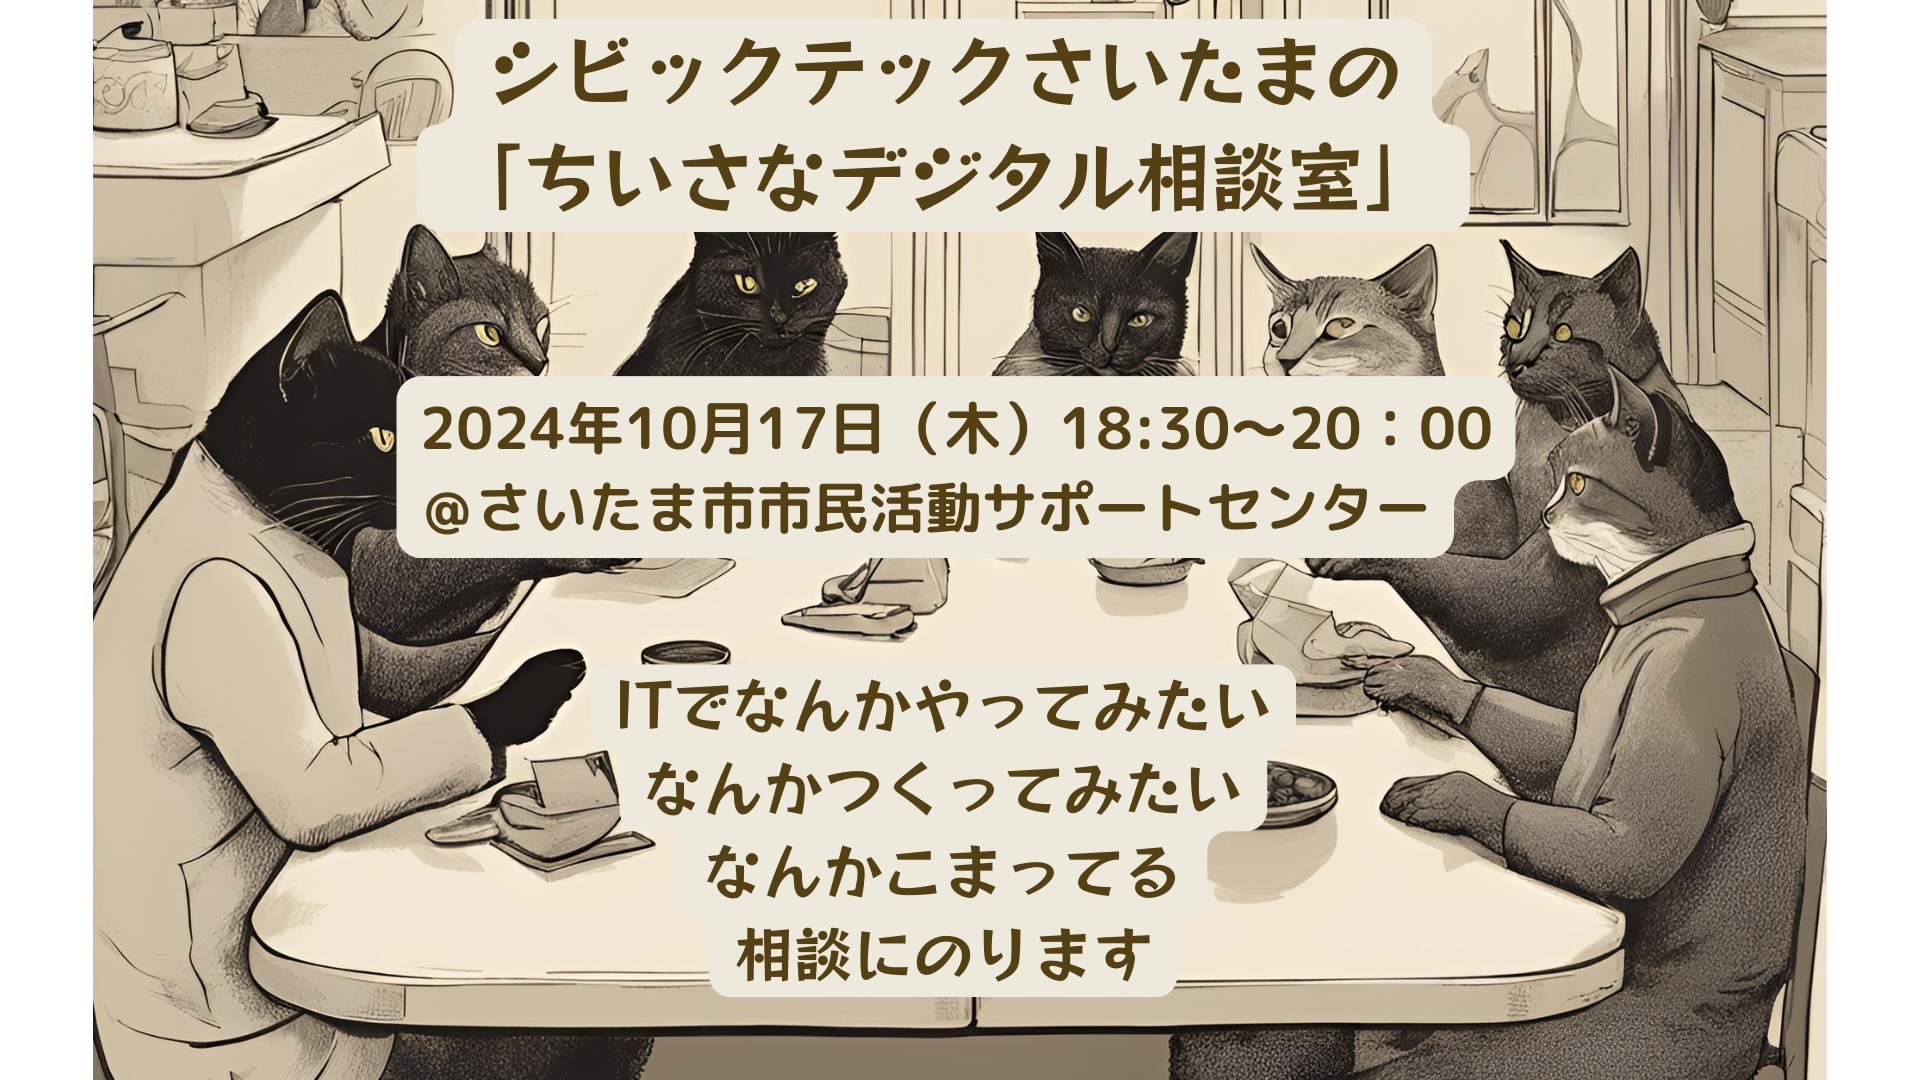 シビックテックさいたまの
「ちいさなデジタル相談室」
2024年10月17日（木）18:30〜20：00
@さいたま市市民活動サポートセンター
ITでなんかやってみたい
なんかつくってみたい
なんかこまってる
相談にのります